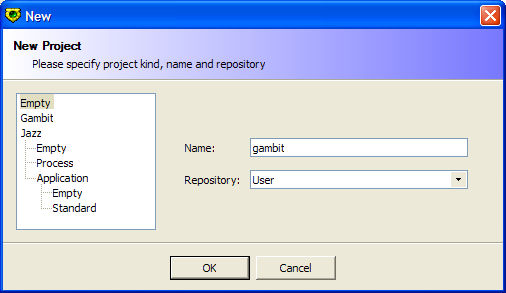 New
New Project
Please specify project kind, name and repository
Empty
Gambit
Jazz
Empty
Process
Application
Empty
Standard
Name:
gambit
Repository:
User
OK
Cancel